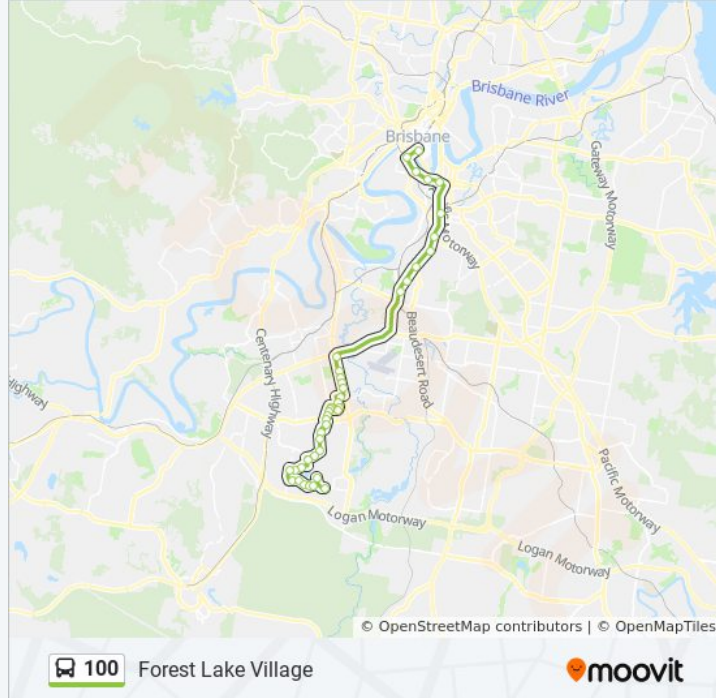 Brisbane River
Brisbane
Gateway Motorway
Motorway
Centenary Highway
Beaudesert Road
Highway
Pacific Motorway
Logan Motorway
Logan Motorway
© OpenStreetMap contributors | © OpenMapTiles
100 Forest Lake Village
moovit